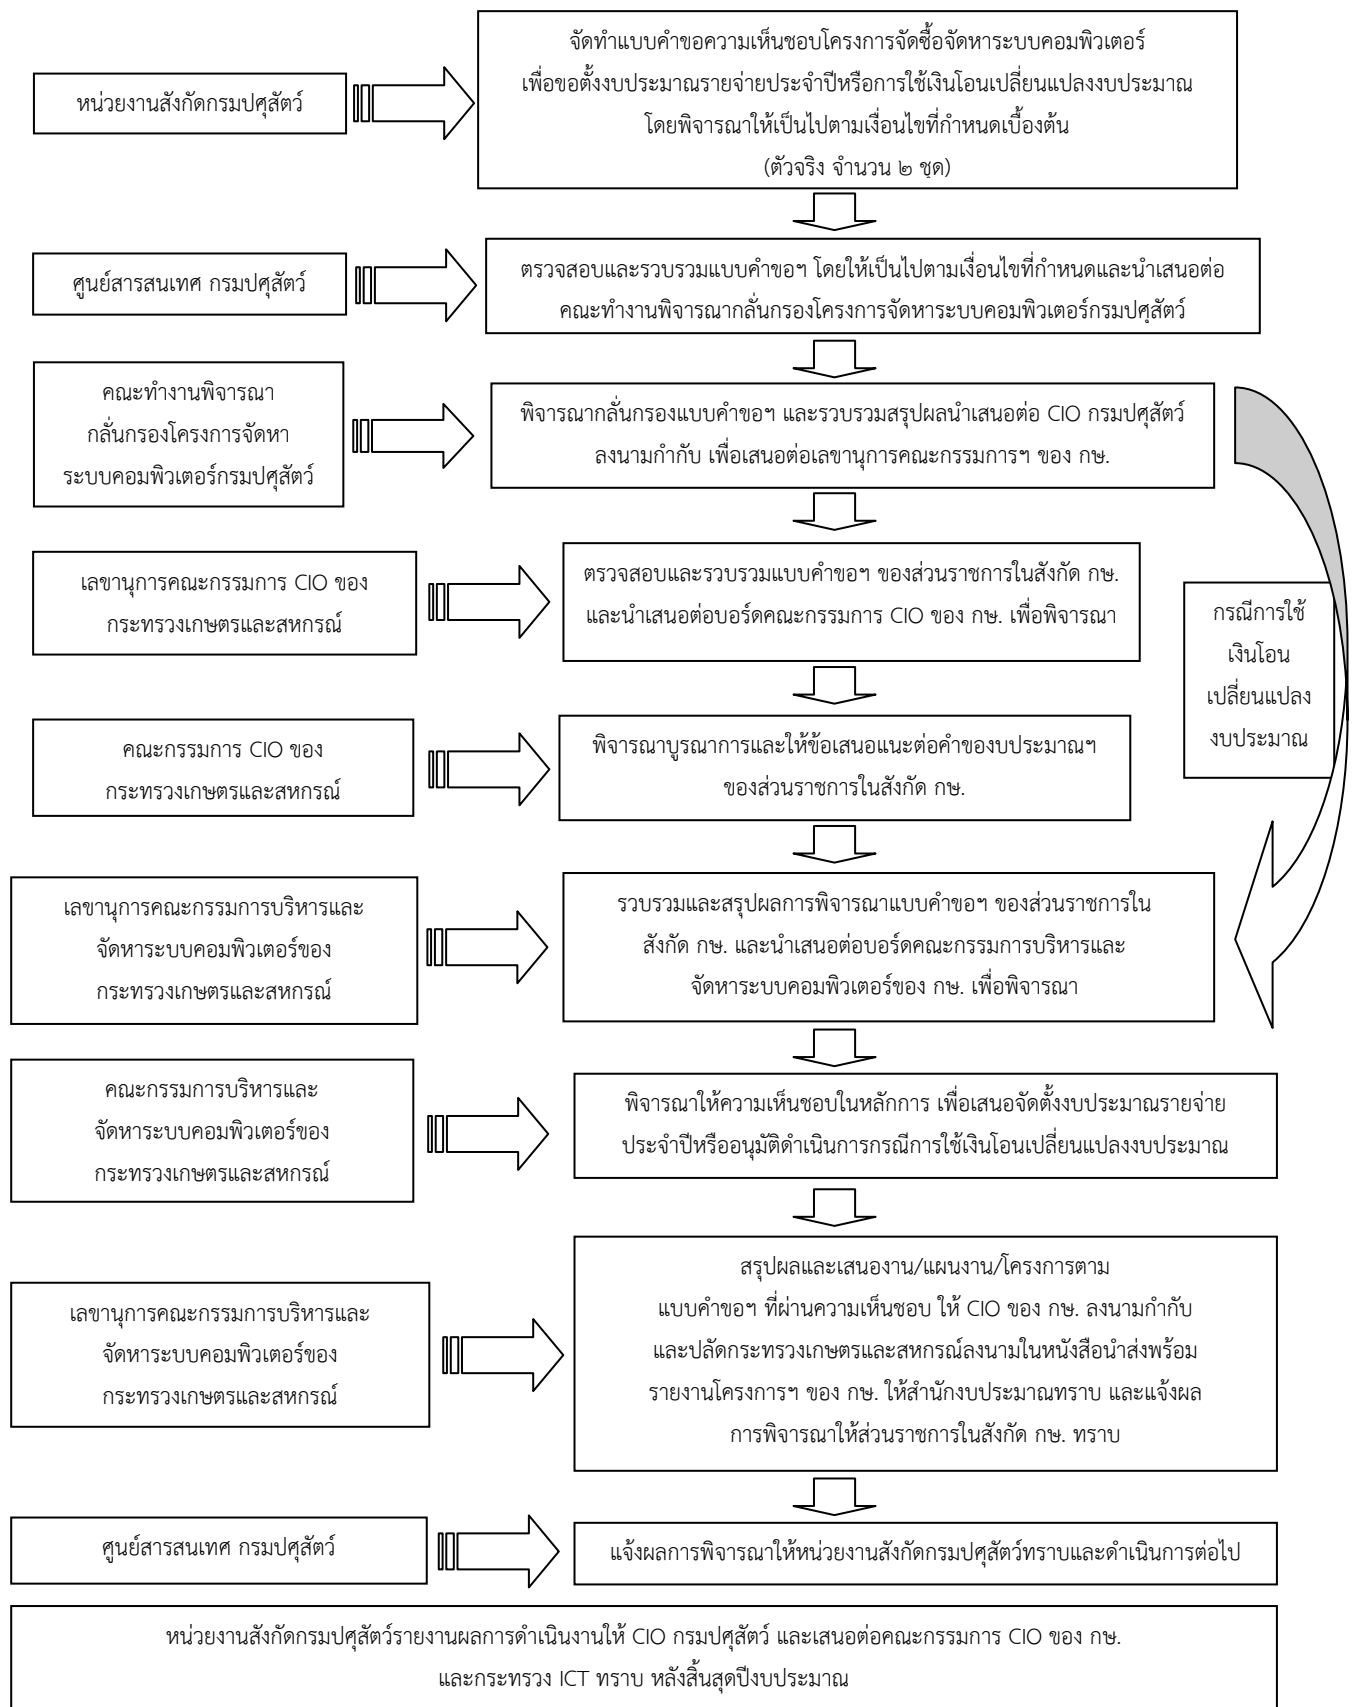 หน่วยงานสังกัดกรมปศุสัตว์
จัดทำแบบคำขอความเห็นชอบโครงการจัดซื้อจัดหาระบบคอมพิวเตอร์
เพื่อขอตั้งงบประมาณรายจ่ายประจำปีหรือการใช้เงินโอนเปลี่ยนแปลงงบประมาณ
โดยพิจารณาให้เป็นไปตามเงื่อนไขที่กำหนดเบื้องต้น
(ตัวจริง จำนวน ๒ ชุด)
ศูนย์สารสนเทศ กรมปศุสัตว์
ตรวจสอบและรวบรวมแบบคำขอฯ โดยให้เป็นไปตามเงื่อนไขที่กำหนดและนำเสนอต่อ
คณะทำงานพิจารณากลั่นกรองโครงการจัดหาระบบคอมพิวเตอร์กรมปศุสัตว์
คณะทำงานพิจารณา
กลั่นกรองโครงการจัดหา
ระบบคอมพิวเตอร์กรมปศุสัตว์
พิจารณากลั่นกรองแบบคำขอฯ และรวบรวมสรุปผลนำเสนอต่อ CIO กรมปศุสัตว์
ลงนามกำกับ เพื่อเสนอต่อเลขานุการคณะกรรมการฯ ของ กษ.
เลขานุการคณะกรรมการ CIO ของ
กระทรวงเกษตรและสหกรณ์
ตรวจสอบและรวบรวมแบบคำขอฯ ของส่วนราชการในสังกัด กษ.
และนำเสนอต่อบอร์ดคณะกรรมการ CIO ของ กษ. เพื่อพิจารณา
กรณีการใช้
เงินโอน
เปลี่ยนแปลง
งบประมาณ
คณะกรรมการ CIO ของ
กระทรวงเกษตรและสหกรณ์
พิจารณาบูรณาการและให้ข้อเสนอแนะต่อคำของบประมาณฯ
ของส่วนราชการในสังกัด กษ.
เลขานุการคณะกรรมการบริหารและ
จัดหาระบบคอมพิวเตอร์ของ
กระทรวงเกษตรและสหกรณ์
รวบรวมและสรุปผลการพิจารณาแบบคำขอฯ ของส่วนราชการใน
สังกัด กษ. และนำเสนอต่อบอร์ดคณะกรรมการบริหารและ
จัดหาระบบคอมพิวเตอร์ของ กษ. เพื่อพิจารณา
คณะกรรมการบริหารและ
จัดหาระบบคอมพิวเตอร์ของ
กระทรวงเกษตรและสหกรณ์
พิจารณาให้ความเห็นชอบในหลักการ เพื่อเสนอจัดตั้งงบประมาณรายจ่าย
ประจำปีหรืออนุมัติดำเนินการกรณีการใช้เงินโอนเปลี่ยนแปลงงบประมาณ
เลขานุการคณะกรรมการบริหารและ
จัดหาระบบคอมพิวเตอร์ของ
กระทรวงเกษตรและสหกรณ์
สรุปผลและเสนองาน/แผนงาน/โครงการตาม
แบบคำขอฯ ที่ผ่านความเห็นชอบ ให้ CIO ของ กษ. ลงนามกำกับ
และปลัดกระทรวงเกษตรและสหกรณ์ลงนามในหนังสือนำส่งพร้อม
รายงานโครงการฯ ของ กษ. ให้สำนักงบประมาณทราบ และแจ้งผล
การพิจารณาให้ส่วนราชการในสังกัด กษ. ทราบ
ศูนย์สารสนเทศ กรมปศุสัตว์
แจ้งผลการพิจารณาให้หน่วยงานสังกัดกรมปศุสัตว์ทราบและดำเนินการต่อไป
หน่วยงานสังกัดกรมปศุสัตว์รายงานผลการดำเนินงานให้ CIO กรมปศุสัตว์ และเสนอต่อคณะกรรมการ CIO ของ กษ.
และกระทรวง ICT ทราบ หลังสิ้นสุดปีงบประมาณ